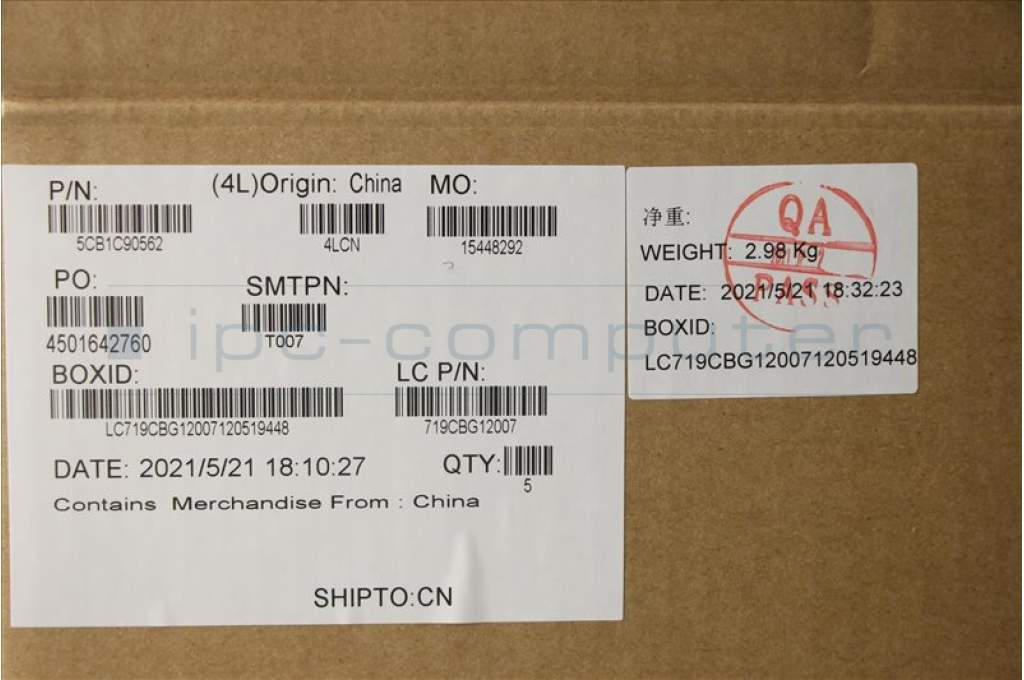 P/N:
5CB1C90562
(4L)Origin: China
4LCN
MO:
15448292
PO:
4501642760
SMTPN:
T007
BOXID:
LC719CBG12007120519448
LC P/N:
719CBG12007
DATE: 2021/5/21 18:10:27
QTY:
5
Contains Merchandise From : China
SHIPTO:CN
净重:
WEIGHT: 2.98 Kg
DATE: 2021/5/21 18:32:23
BOXID:
LC719CBG12007120519448
QA
PASS
ipc-computer